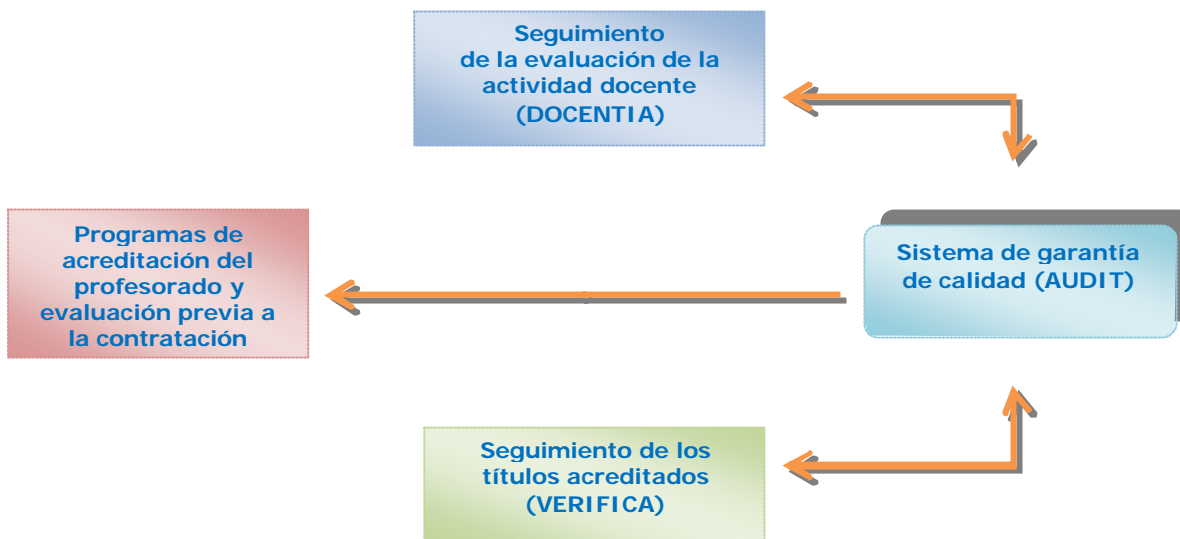 Seguimiento
de la evaluación de la
actividad docente
(DOCENTIA)
Programas de
acreditación del
profesorado y
evaluación previa a
la contratación
Sistema de garantía
de calidad (AUDIT)
Seguimiento de los
títulos acreditados
(VERIFICA)